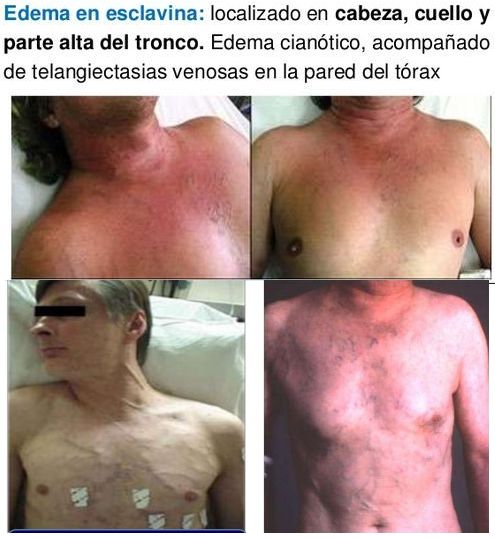 Edema en esclavina: localizado en cabeza, cuello y
parte alta del tronco. Edema cianótico, acompañado
de telangiectasias venosas en la pared del tórax